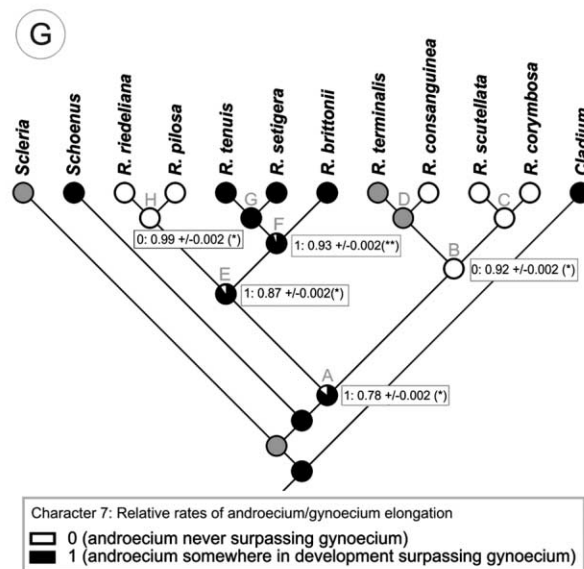 G
Scleria
Schoenus
R. riedeliana
R. pilosa
R. tenuis
R. setigera
R. brittonii
R. terminalis
R. consanguinea
R. scutellata
R. corymbosa
Cladium
H
G
D
C
F
0: 0.99 +/-0.002 (*)
1: 0.93 +/-0.002(**)
B
0: 0.92 +/-0.002 (*)
E
1: 0.87 +/-0.002(*)
A
1: 0.78 +/-0.002 (*)
Character 7: Relative rates of androecium/gynoecium elongation
0 (androecium never surpassing gynoecium)
1 (androecium somewhere in development surpassing gynoecium)